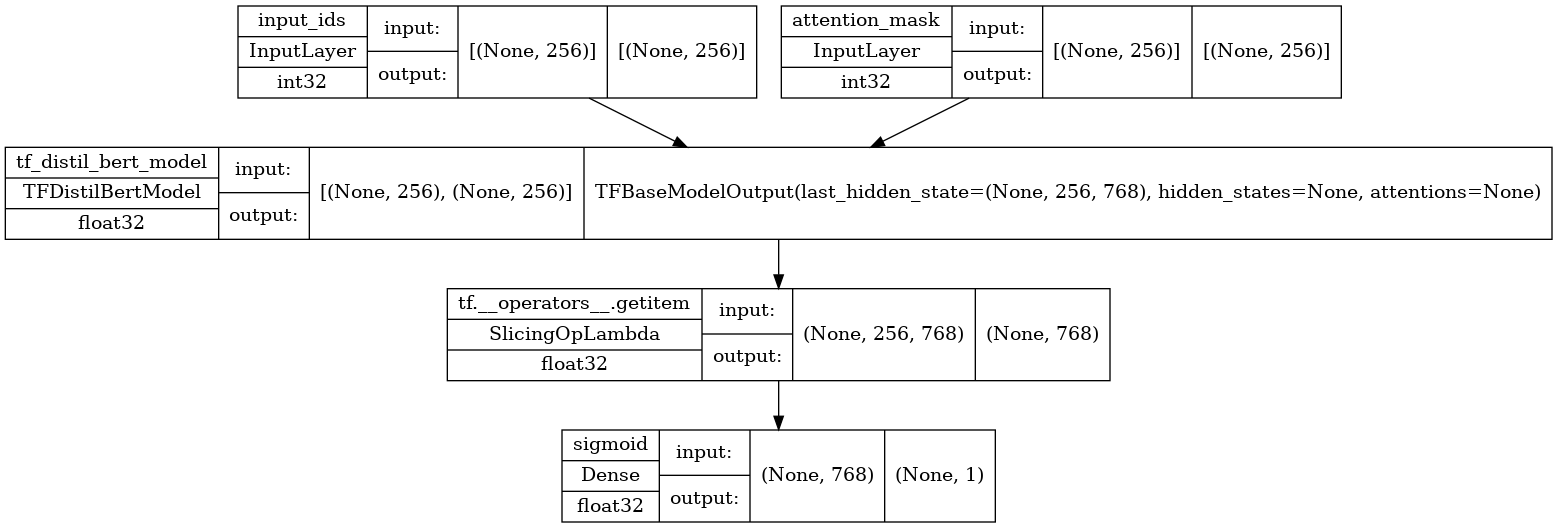 input_ids
InputLayer
int32
input:
output:
[(None, 256)]
[(None, 256)]
attention_mask
InputLayer
int32
input:
output:
[(None, 256)]
[(None, 256)]
tf_distil_bert_model
TFDistilBertModel
float32
input:
output:
[(None, 256), (None, 256)]
TFBaseModelOutput(last_hidden_state=(None, 256, 768), hidden_states=None, attentions=None)
tf.__operators__.getitem
SlicingOpLambda
float32
input:
output:
(None, 256, 768)
(None, 768)
sigmoid
Dense
float32
input:
output:
(None, 768)
(None, 1)